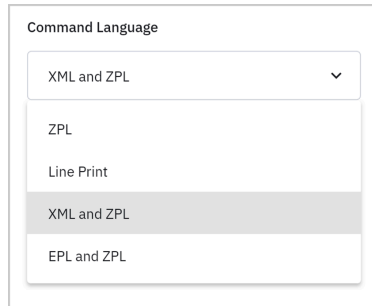 Command Language
XML and ZPL
ZPL
Line Print
XML and ZPL
EPL and ZPL